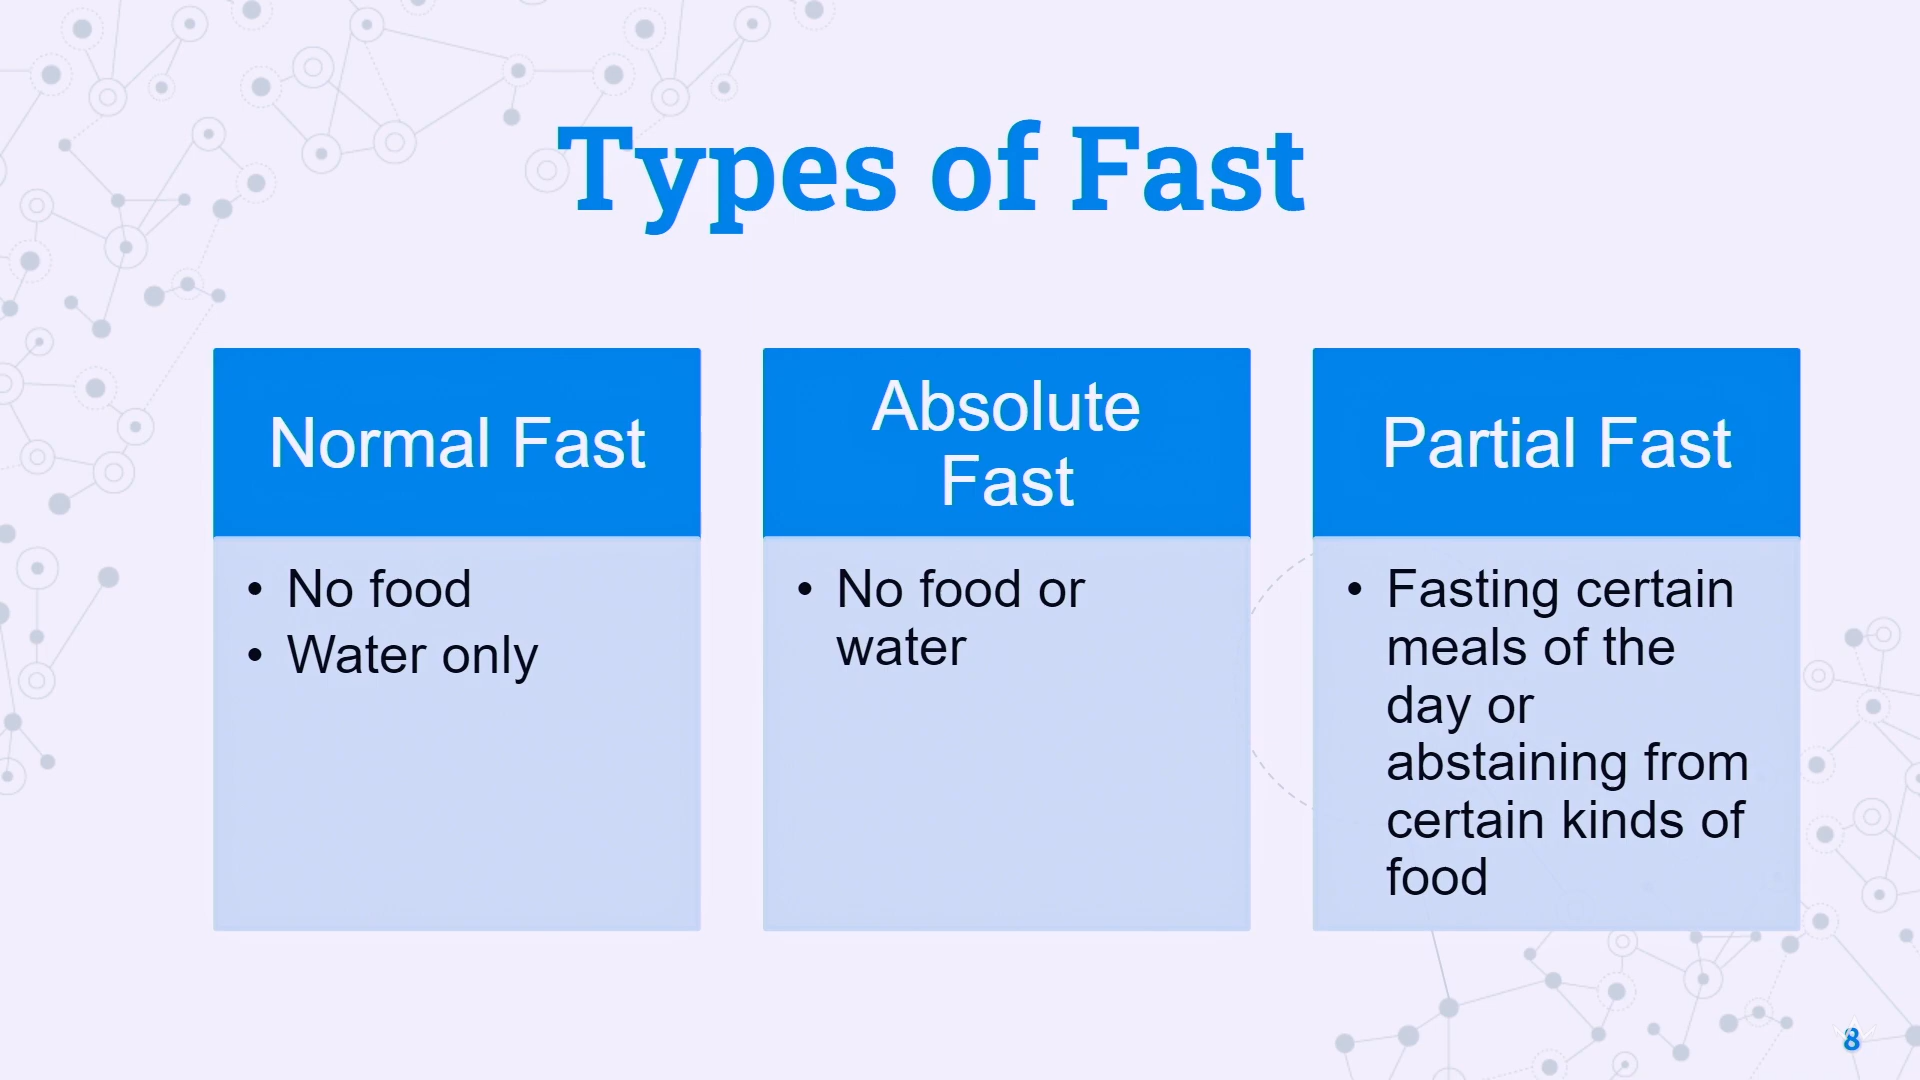 Types of Fast
Normal Fast
• No food
• Water only
Absolute
Fast
• No food or
water
Partial Fast
• Fasting certain
meals of the
day or
abstaining from
certain kinds of
food
8